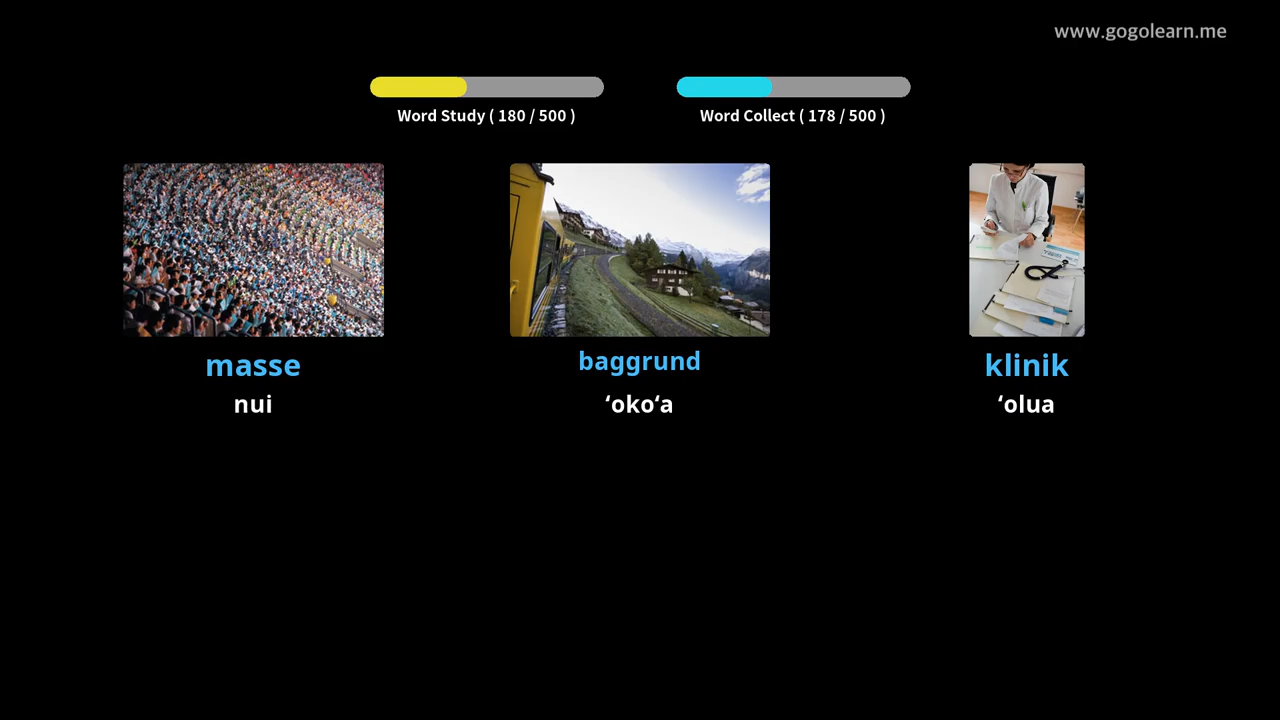 www.gogolearn.me
Word Study ( 180 / 500 )
Word Collect ( 178 / 500 )
masse
baggrund
klinik
nui
ʻokoʻa
ʻolua